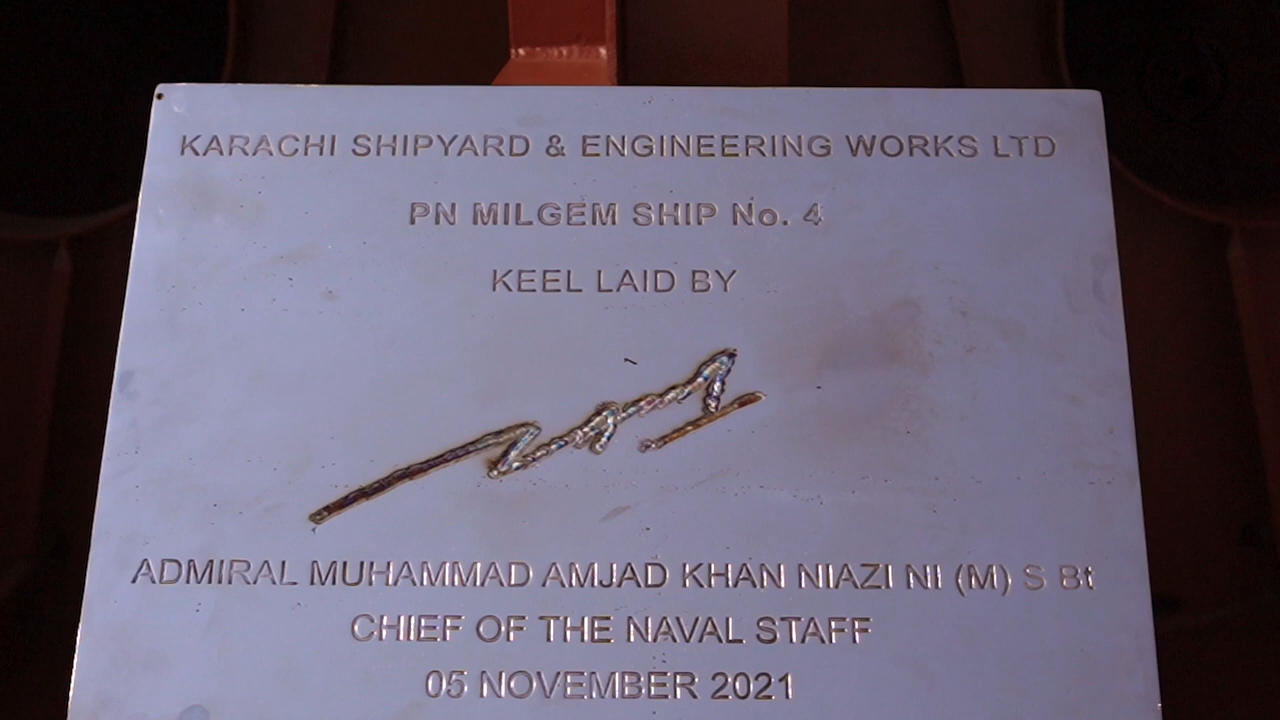 KARACHI SHIPYARD & ENGINEERING WORKS LTD
PN MILGEM SHIP No. 4
KEEL LAID BY
ADMIRAL MUHAMMAD AMJAD KHAN NIAZI NI (M) S Bt
CHIEF OF THE NAVAL STAFF
05 NOVEMBER 2021